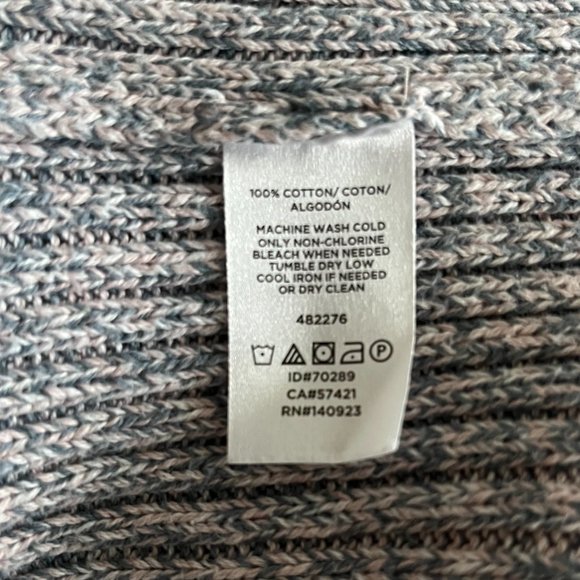 100% COTTON/ COTON/
ALGODÓN
MACHINE WASH COLD
ONLY NON-CHLORINE
BLEACH WHEN NEEDED
TUMBLE DRY LOW
COOL IRON IF NEEDED
OR DRY CLEAN
482276
P
ID#70289
CA#57421
RN#140923